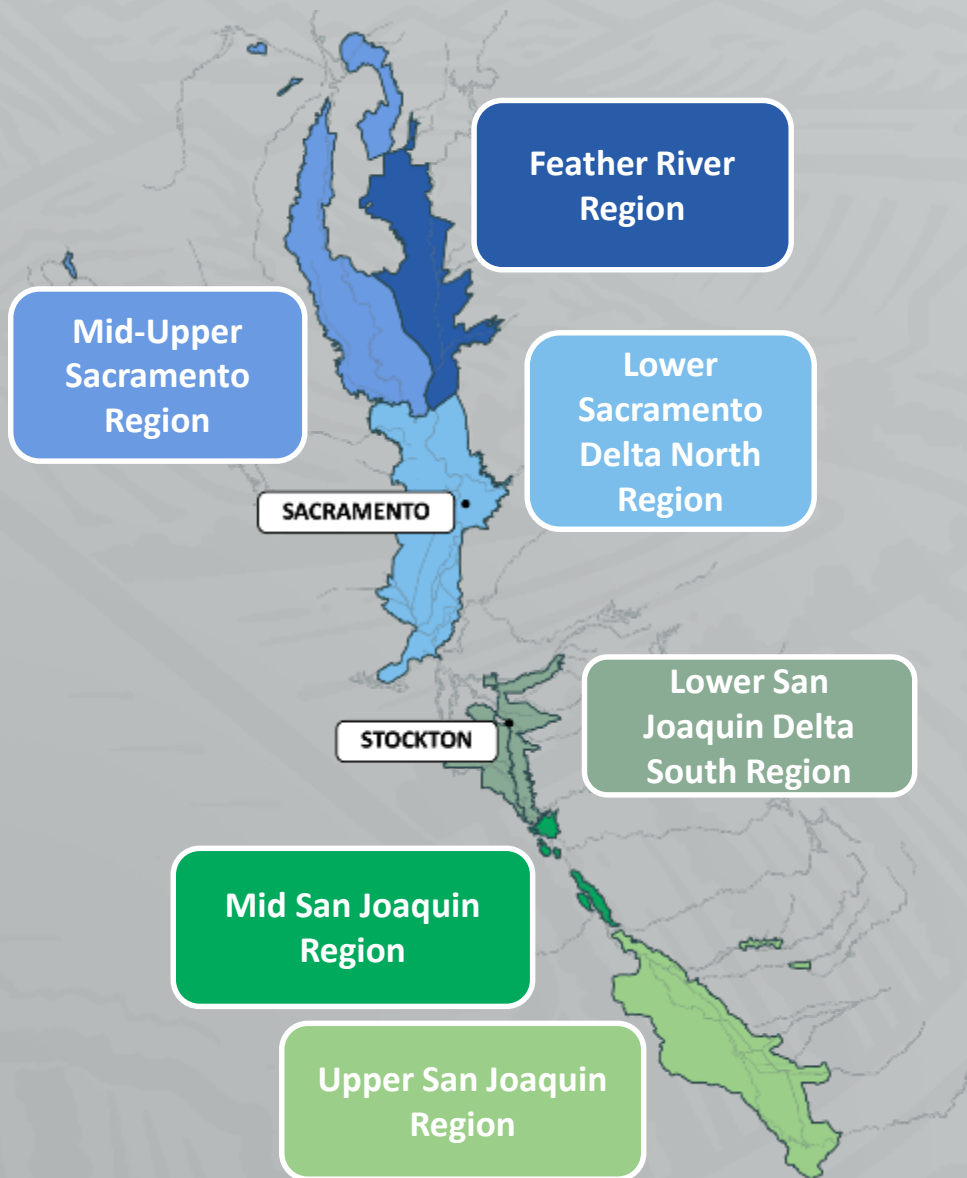 Feather River
Region
Mid-Upper
Sacramento
Region
Lower
Sacramento
Delta North
Region
SACRAMENTO
Lower San
Joaquin Delta
South Region
STOCKTON
Mid San Joaquin
Region
Upper San Joaquin
Region